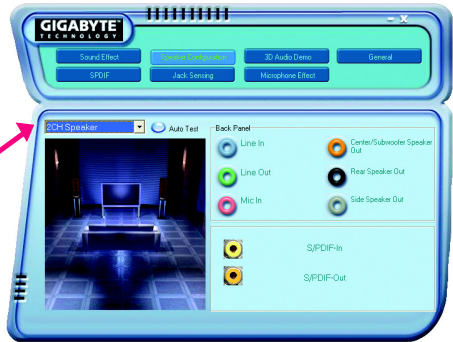 GIGABYTE™
TECHNOLOGY
- X
Sound Effect
Speaker Configuration
3D Audio Demo
General
SPDIF
Jack Sensing
Microphone Effect
2CH Speaker
Auto Test
Back Panel
Line In
Center/Subwoofer Speaker
Out
Line Out
Rear Speaker Out
Mic In
Side Speaker Out
S/PDIF-In
S/PDIF-Out